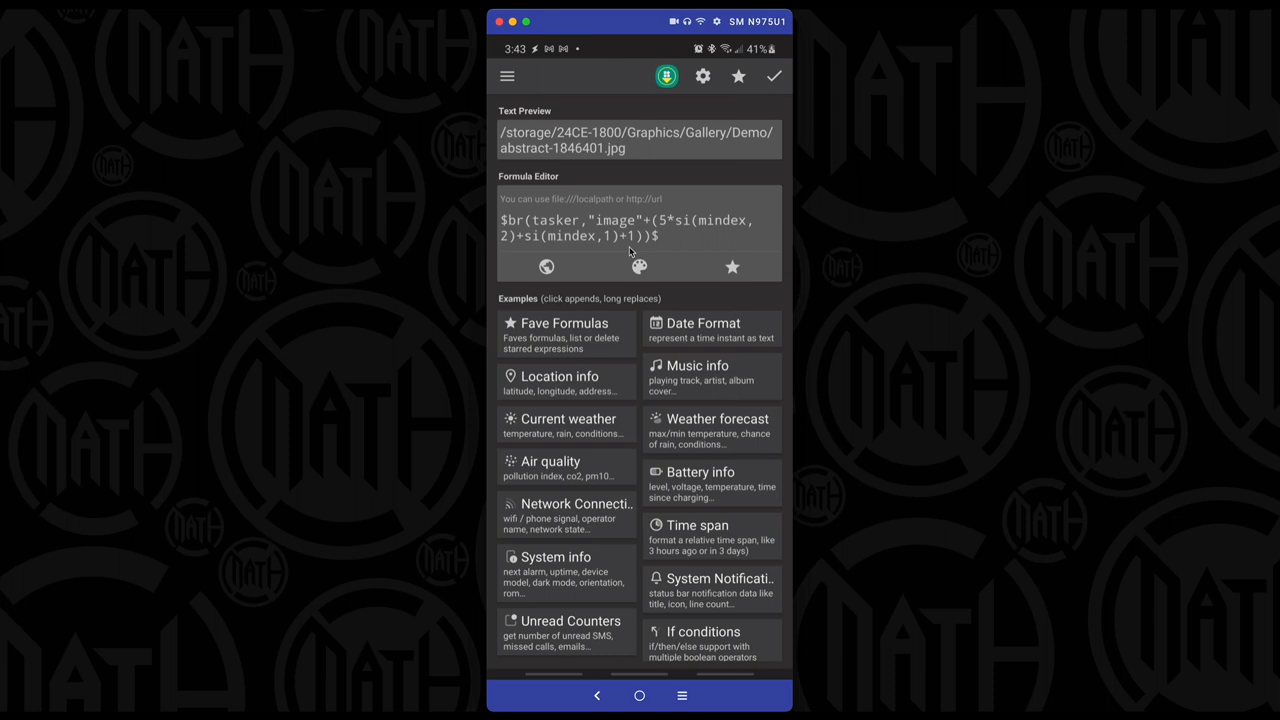 SM N975U1
3:43
41%
Text Preview
/storage/24CE-1800/Graphics/Gallery/Demo/
abstract-1846401.jpg
Formula Editor
You can use file:///localpath or http://url
$br(tasker,"image"+(5*si(mindex,
2)+si(mindex,1)+1))$
Examples (click appends, long replaces)
Fave Formulas
Faves formulas, list or delete
starred expressions
Date Format
represent a time instant as text
Location info
latitude, longitude, address...
Music info
playing track, artist, album
cover...
Current weather
temperature, rain, conditions...
Weather forecast
max/min temperature, chance
of rain, conditions...
Air quality
pollution index, co2, pm10...
Battery info
level, voltage, temperature, time
since charging...
Network Connecti..
wifi / phone signal, operator
name, network state...
Time span
format a relative time span, like
3 hours ago or in 3 days)
System info
next alarm, uptime, device
model, dark mode, orientation,
rom...
System Notificati..
status bar notification data like
title, icon, line count...
Unread Counters
get number of unread SMS,
missed calls, emails...
If conditions
if/then/else support with
multiple boolean operators